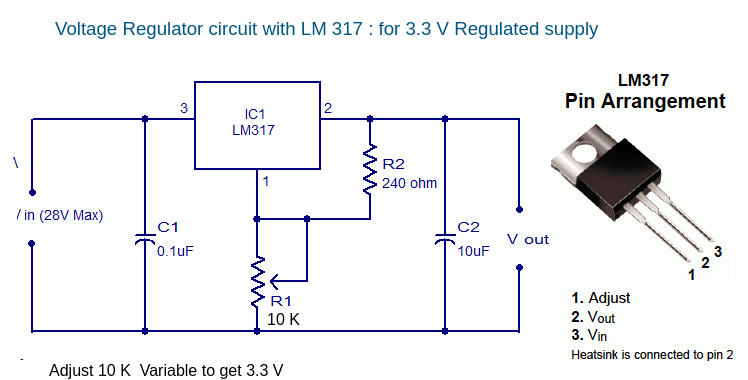 Voltage Regulator circuit with LM 317 : for 3.3 V Regulated supply
LM317
Pin Arrangement
3
IC1
LM317
2
1
R2
240 ohm
in (28V Max)
C1
0.1uF
C2
10uF
V out
R1
10 K
3
2
1
1. Adjust
2. Vout
3. Vin
Heatsink is connected to pin 2
Adjust 10 K Variable to get 3.3 V